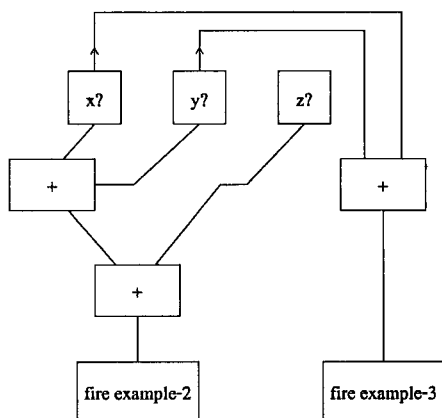 x? y? z?
+ +
+
fire example-2 fire example-3